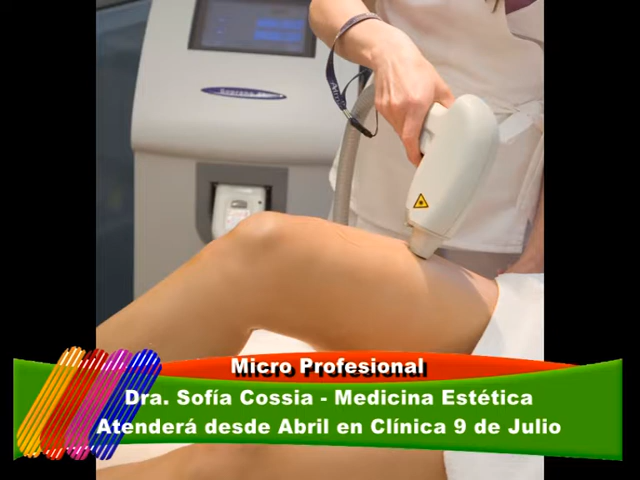 Micro Profesional
Dra. Sofía Cossia - Medicina Estética
Atenderá desde Abril en Clínica 9 de Julio